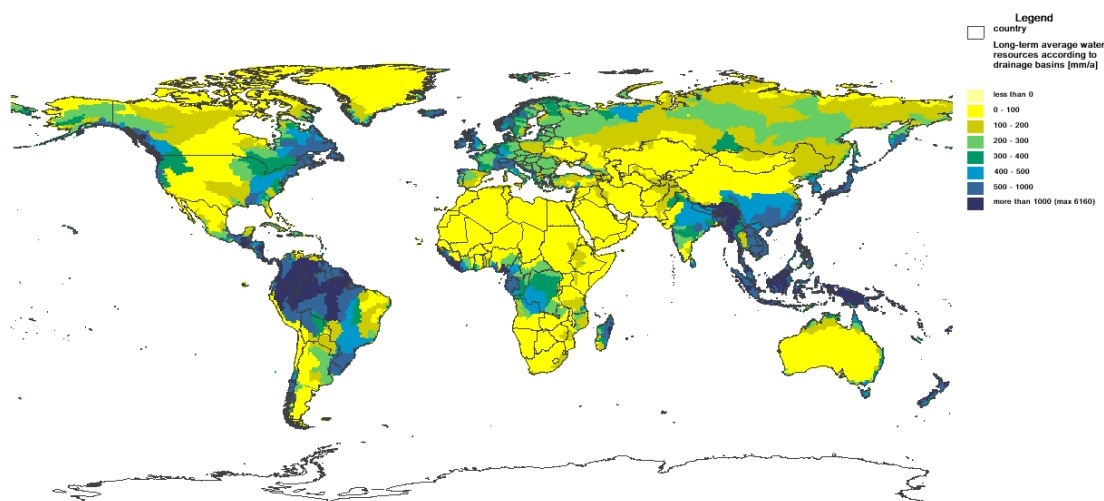 Legend
country
Long-term average water
resources according to
drainage basins [mm/a]
less than 0
0 - 100
100 - 200
200 - 300
300 - 400
400 - 500
500 - 1000
more than 1000 (max 6160)